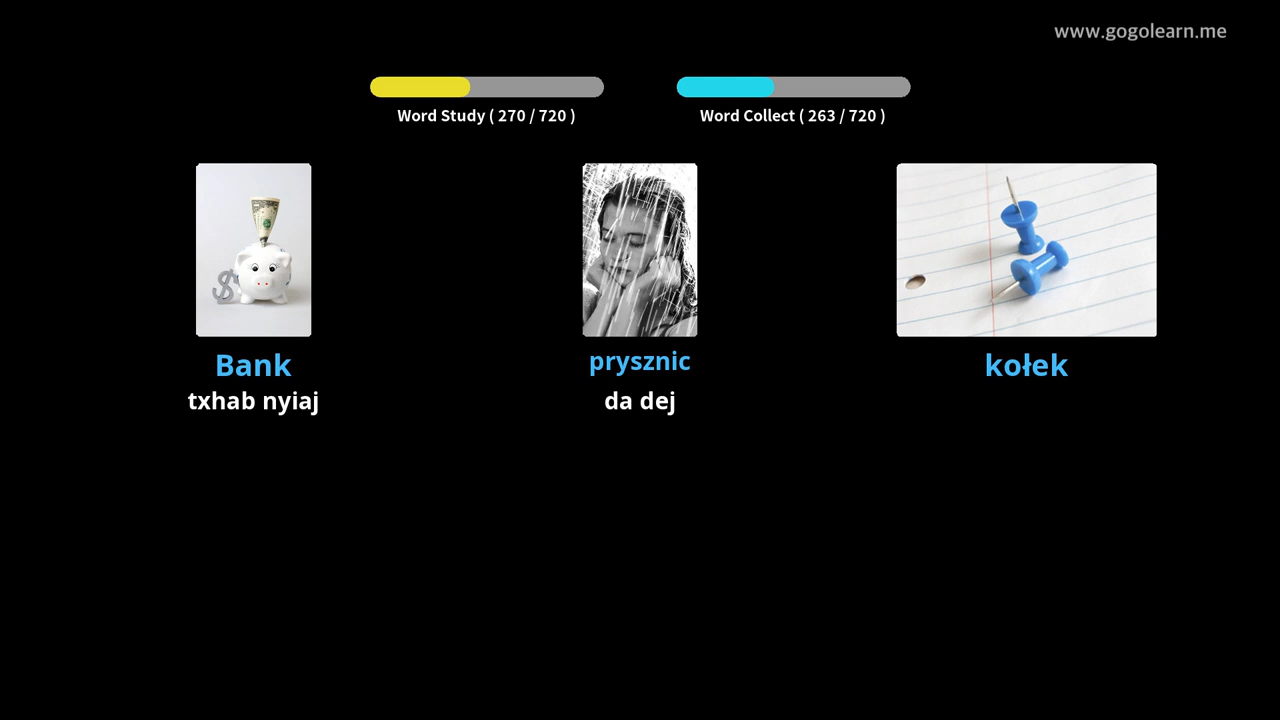 www.gogolearn.me
Word Study ( 270 / 720 )
Word Collect ( 263 / 720 )
Bank
txhab nyiaj
prysznic
da dej
kołek